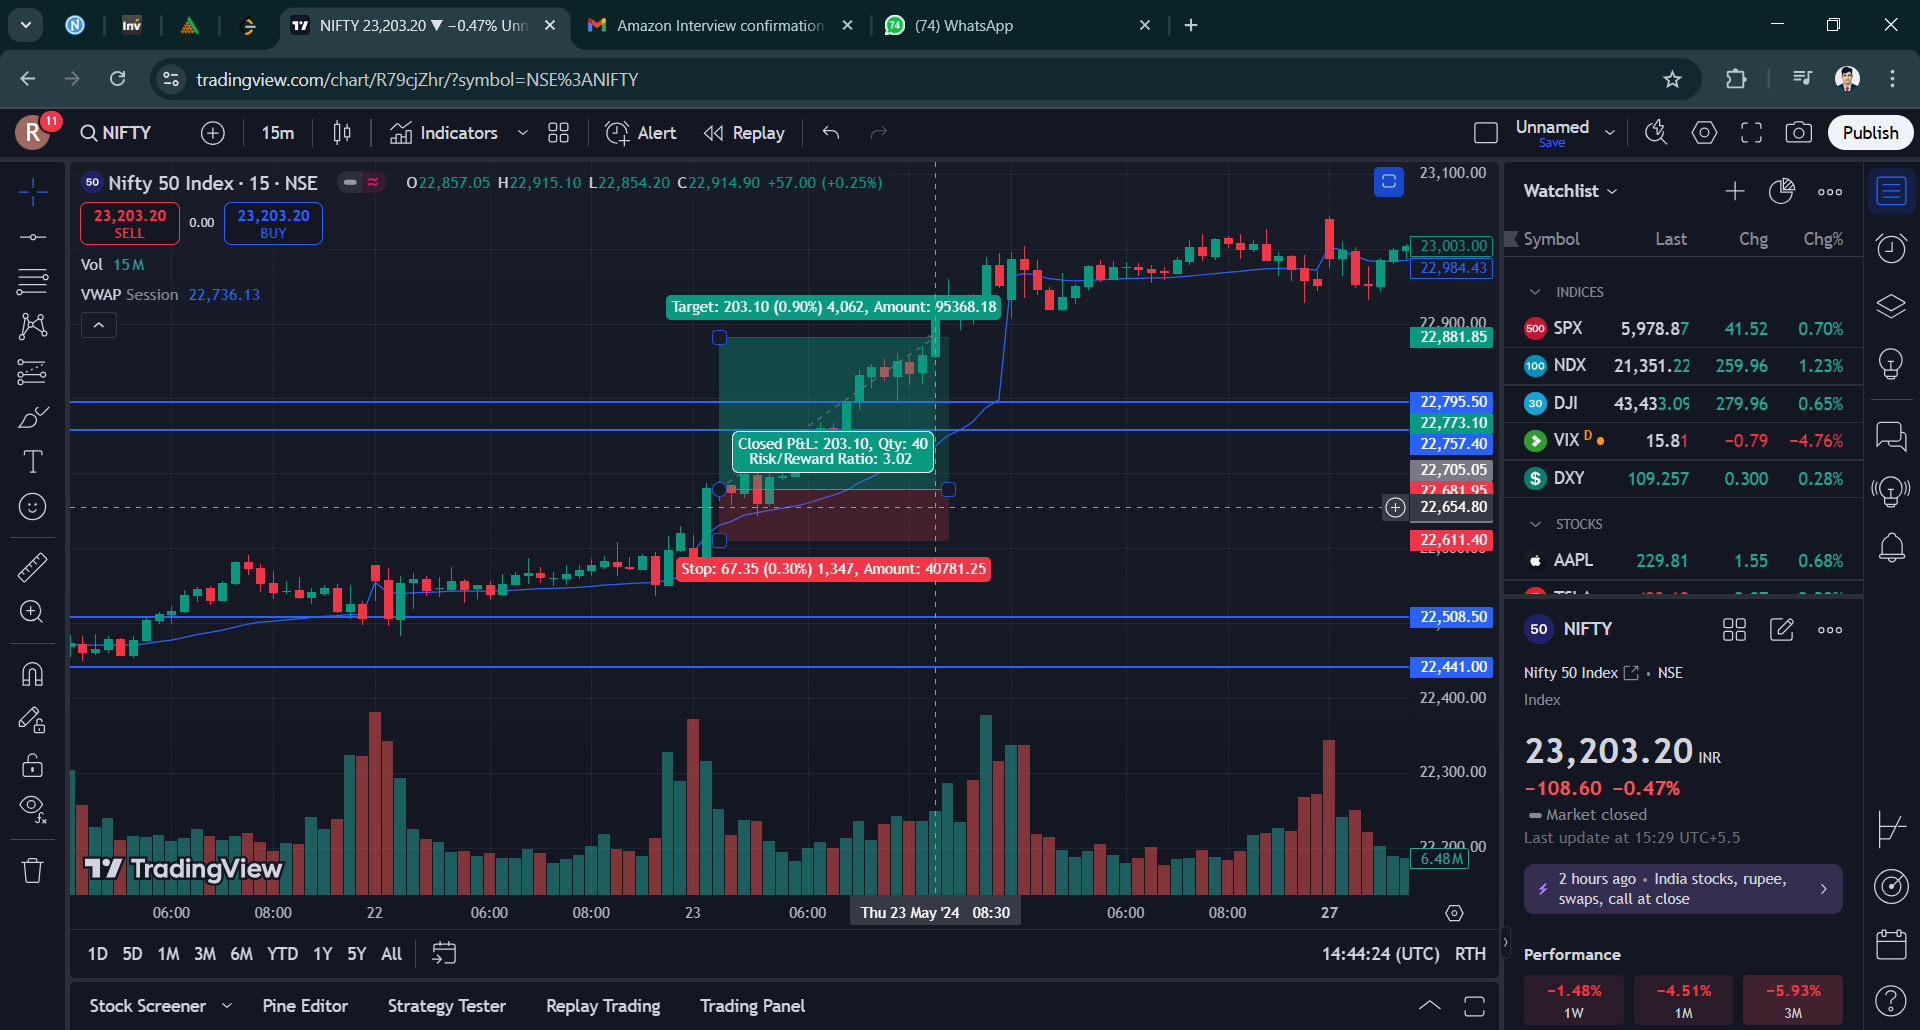 NIFTY 23,203.20 ▼ −0.47% Unn
Amazon Interview confirmation
(74) WhatsApp
tradingview.com/chart/R79cjZhr/?symbol=NSE%3ANIFTY
R 11
NIFTY
15m
Indicators
Alert
Replay
Unnamed
Save
Publish
50 Nifty 50 Index · 15 · NSE
O22,857.05 H22,915.10 L22,854.20 C22,914.90 +57.00 (+0.25%)
23,203.20
SELL
0.00
23,203.20
BUY
Vol 15M
VWAP Session 22,736.13
Target: 203.10 (0.90%) 4,062, Amount: 95368.18
Closed P&L: 203.10, Qty: 40
Risk/Reward Ratio: 3.02
Stop: 67.35 (0.30%) 1,347, Amount: 40781.25
23,100.00
23,003.00
22,984.43
22,900.00
22,881.85
22,795.50
22,773.10
22,757.40
22,705.05
22,681.95
22,654.80
22,611.40
22,508.50
22,441.00
22,400.00
22,300.00
22,200.00
6.48M
TradingView
06:00
08:00
22
06:00
08:00
23
06:00
Thu 23 May '24 08:30
06:00
08:00
27
1D 5D 1M 3M 6M YTD 1Y 5Y All
14:44:24 (UTC) RTH
Stock Screener
Pine Editor
Strategy Tester
Replay Trading
Trading Panel
Watchlist
Symbol Last Chg Chg%
INDICES
500 SPX 5,978.87 41.52 0.70%
100 NDX 21,351.22 259.96 1.23%
30 DJI 43,433.09 279.96 0.65%
VIX D 15.81 −0.79 −4.76%
DXY 109.257 0.300 0.28%
STOCKS
AAPL 229.81 1.55 0.68%
50 NIFTY
Nifty 50 Index • NSE
Index
23,203.20 INR
−108.60 −0.47%
Market closed
Last update at 15:29 UTC+5.5
2 hours ago • India stocks, rupee,
swaps, call at close
Performance
−1.48%
1W
−4.51%
1M
−5.93%
3M